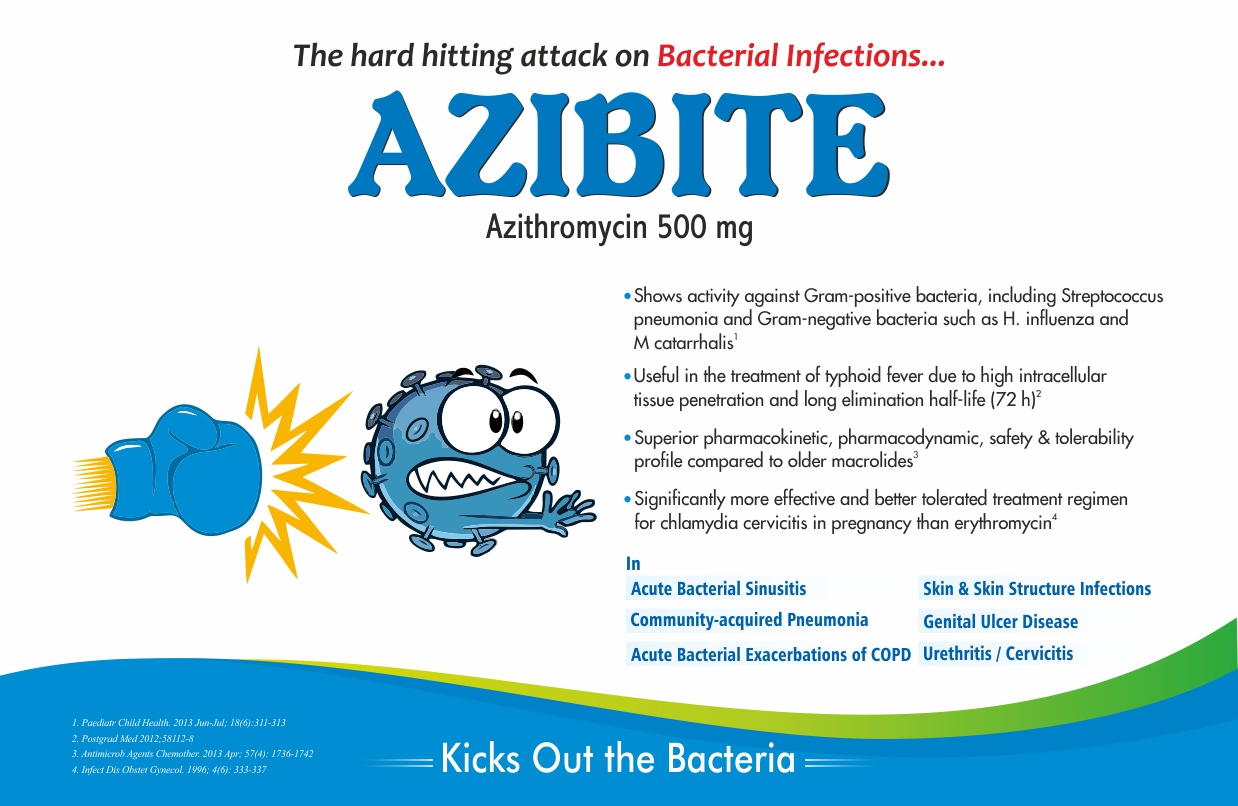 The hard hitting attack on Bacterial Infections...
AZIBITE
Azithromycin 500 mg
•Shows activity against Gram-positive bacteria, including Streptococcus
pneumonia and Gram-negative bacteria such as H. influenza and
M catarrhalis1
•Useful in the treatment of typhoid fever due to high intracellular
tissue penetration and long elimination half-life (72 h)2
•Superior pharmacokinetic, pharmacodynamic, safety & tolerability
profile compared to older macrolides3
•Significantly more effective and better tolerated treatment regimen
for chlamydia cervicitis in pregnancy than erythromycin4
In
Acute Bacterial Sinusitis
Community-acquired Pneumonia
Acute Bacterial Exacerbations of COPD
Skin & Skin Structure Infections
Genital Ulcer Disease
Urethritis / Cervicitis
1. Paediatr Child Health. 2013 Jun-Jul; 18(6):311-313
2. Postgrad Med 2012;58112-8
3. Antimicrob Agents Chemother. 2013 Apr; 57(4): 1736-1742
4. Infect Dis Obstet Gynecol. 1996; 4(6): 333-337
Kicks Out the Bacteria